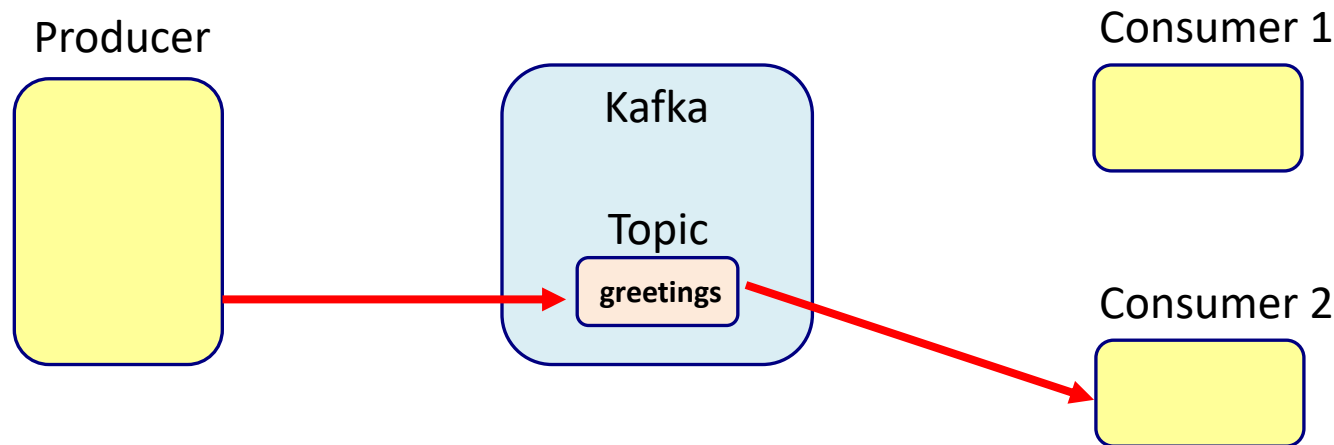 Producer
Kafka
Topic
greetings
Consumer 1
Consumer 2